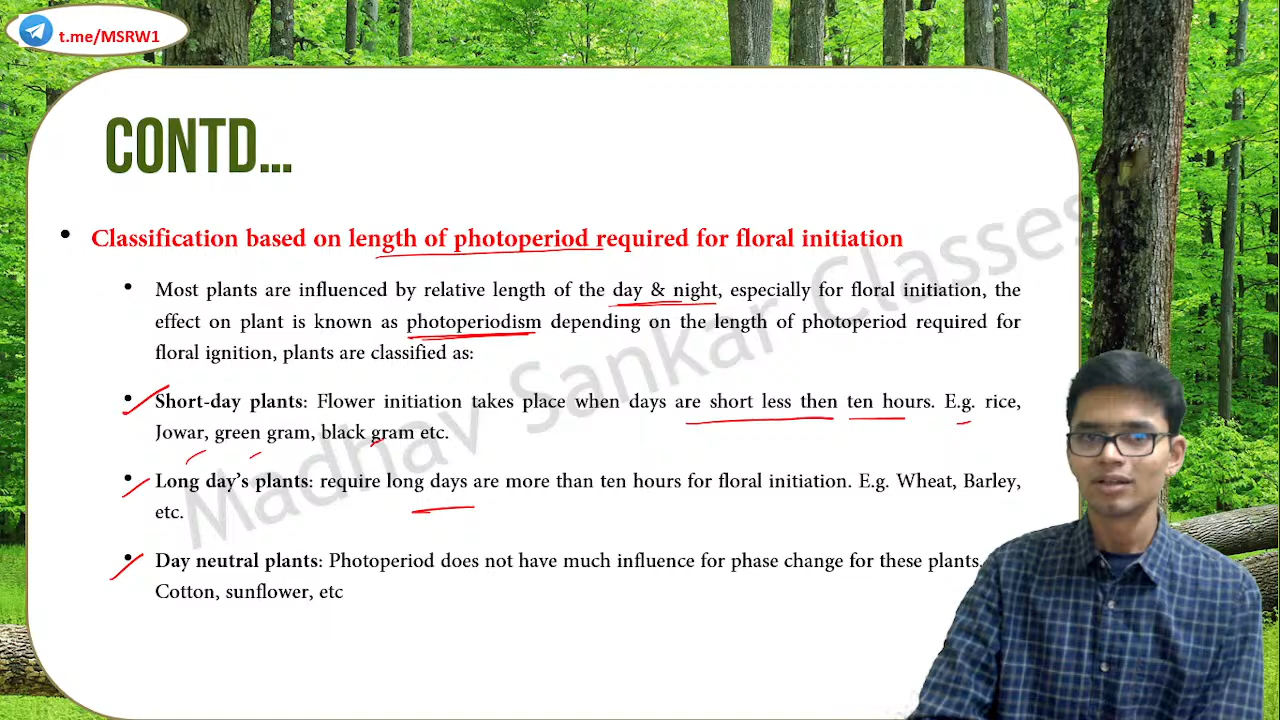 t.me/MSRW1
CONTD...
• Classification based on length of photoperiod required for floral initiation
• Most plants are influenced by relative length of the day & night, especially for floral initiation, the
effect on plant is known as photoperiodism depending on the length of photoperiod required for
floral ignition, plants are classified as:
• Short-day plants: Flower initiation takes place when days are short less then ten hours. E.g. rice,
Jowar, green gram, black gram etc.
• Long day's plants: require long days are more than ten hours for floral initiation. E.g. Wheat, Barley,
etc.
• Day neutral plants: Photoperiod does not have much influence for phase change for these plants.
Cotton, sunflower, etc
Madhav Sankar Classes